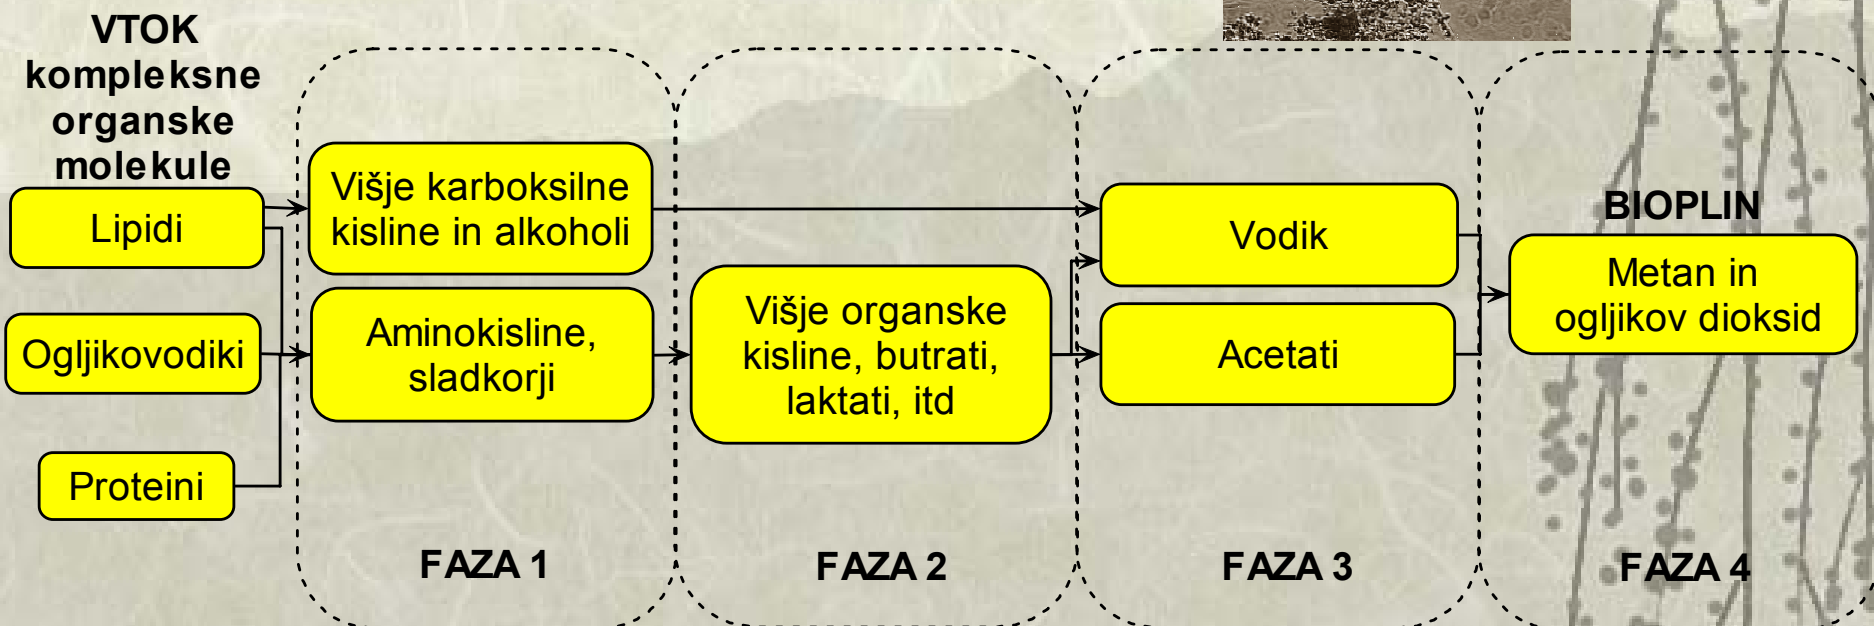 VTOK
kompleksne
organske
molekule
Lipidi
Ogljikovodiki
Proteini
Višje karboksilne
kisline in alkoholi
Aminokisline,
sladkorji
FAZA 1
Višje organske
kisline, butrati,
laktati, itd
FAZA 2
Vodik
Acetati
FAZA 3
BIOPLIN
Metan in
ogljikov dioksid
FAZA 4